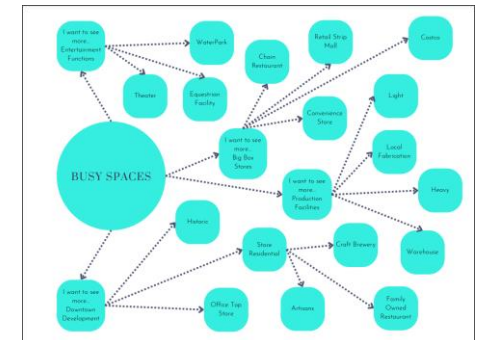 I want to see
more...
Entertainment
Functions
WaterPark
Theater
Equestrian
Facility
Chain
Restaurant
Retail Strip
Mall
Costco
Convenience
Store
I want to see
more...
Big Box
Stores
Light
Local
Fabrication
I want to see
more...
Production
Facilities
Heavy
Warehouse
BUSY SPACES
Historic
Store
Residential
Craft Brewery
I want to see
more...
Downtown
Development
Office Top
Store
Artisans
Family
Owned
Restaurant